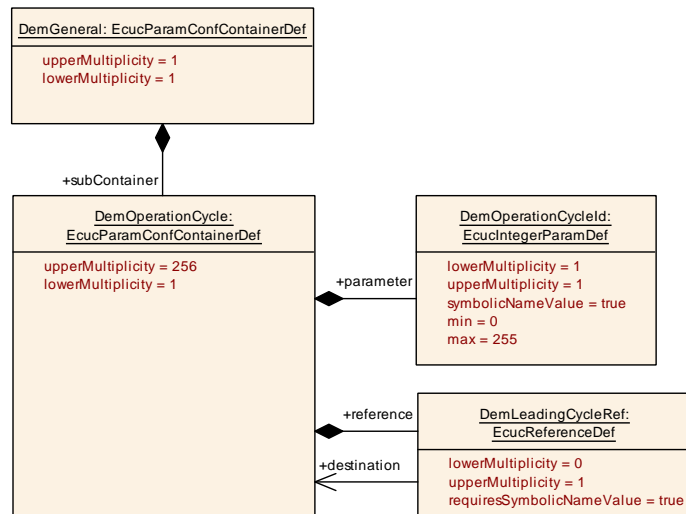 DemGeneral: EcucParamConfContainerDef
upperMultiplicity = 1
lowerMultiplicity = 1
+subContainer
DemOperationCycle:
EcucParamConfContainerDef
upperMultiplicity = 256
lowerMultiplicity = 1
+parameter
DemOperationCycleId:
EcucIntegerParamDef
lowerMultiplicity = 1
upperMultiplicity = 1
symbolicNameValue = true
min = 0
max = 255
+reference
+destination
DemLeadingCycleRef:
EcucReferenceDef
lowerMultiplicity = 0
upperMultiplicity = 1
requiresSymbolicNameValue = true